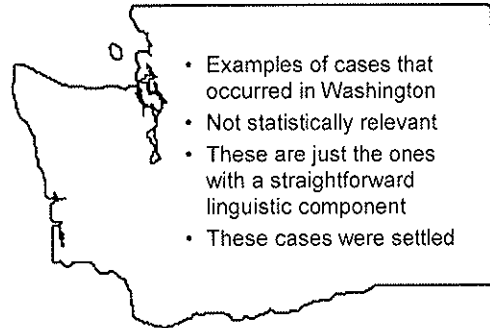 • Examples of cases that
occurred in Washington
• Not statistically relevant
• These are just the ones
with a straightforward
linguistic component
• These cases were settled